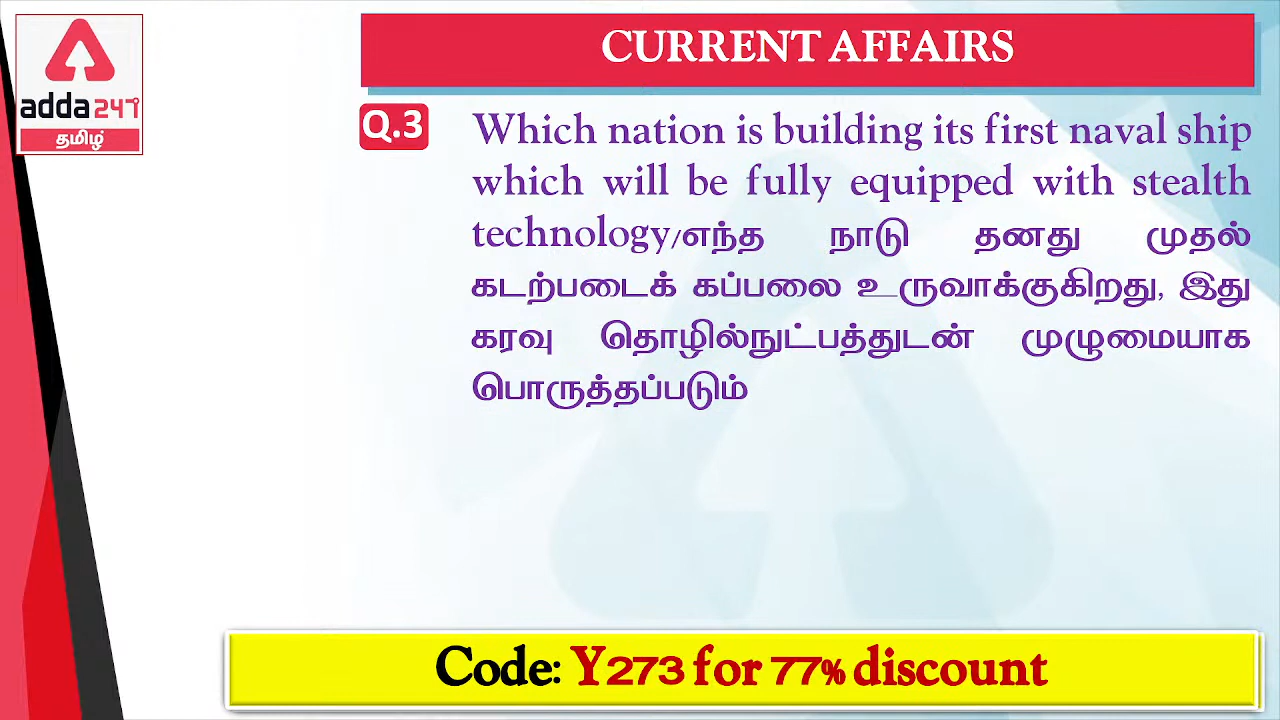 adda247
தமிழ்
CURRENT AFFAIRS
Q.3
Which nation is building its first naval ship
which will be fully equipped with stealth
technology/எந்த நாடு தனது முதல்
கடற்படைக் கப்பலை உருவாக்குகிறது, இது
கரவு தொழில்நுட்பத்துடன் முழுமையாக
பொருத்தப்படும்
Code: Y273 for 77% discount